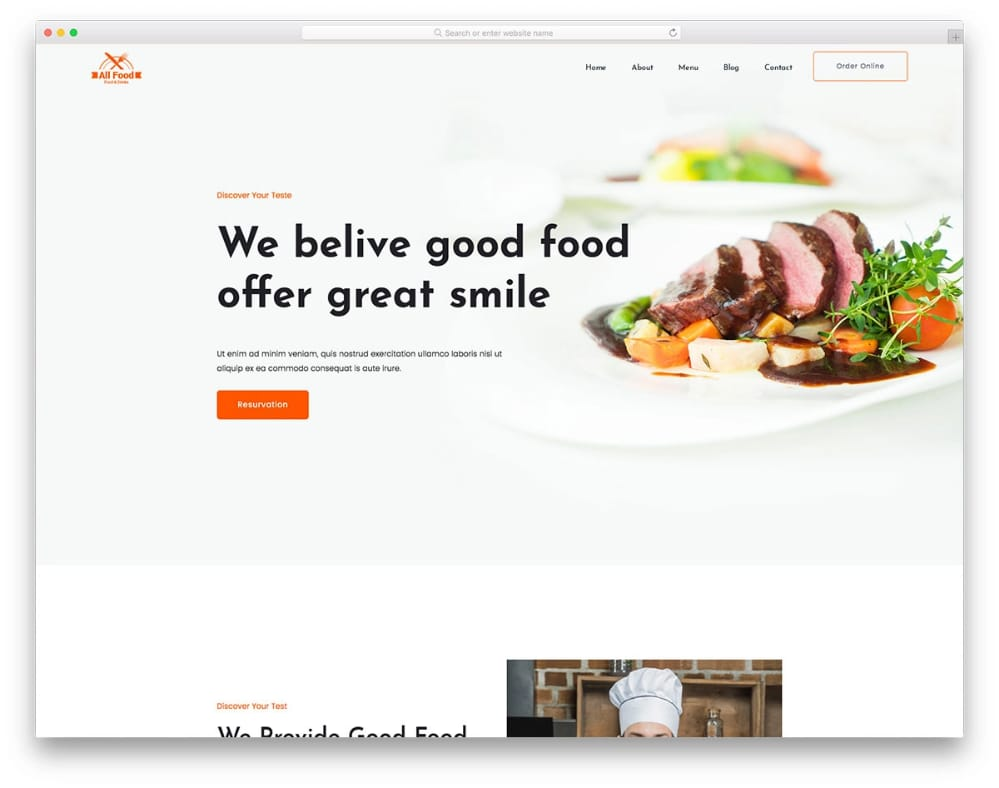 Search or enter website name
All Food
Food & Drinks
Home About Menu Blog Contact Order Online
Discover Your Teste
We belive good food
offer great smile
Ut enim ad minim veniam, quis nostrud exercitation ullamco laboris nisi ut
aliquip ex ea commodo consequat is aute irure.
Resurvation
Discover Your Test
We Provide Good Food